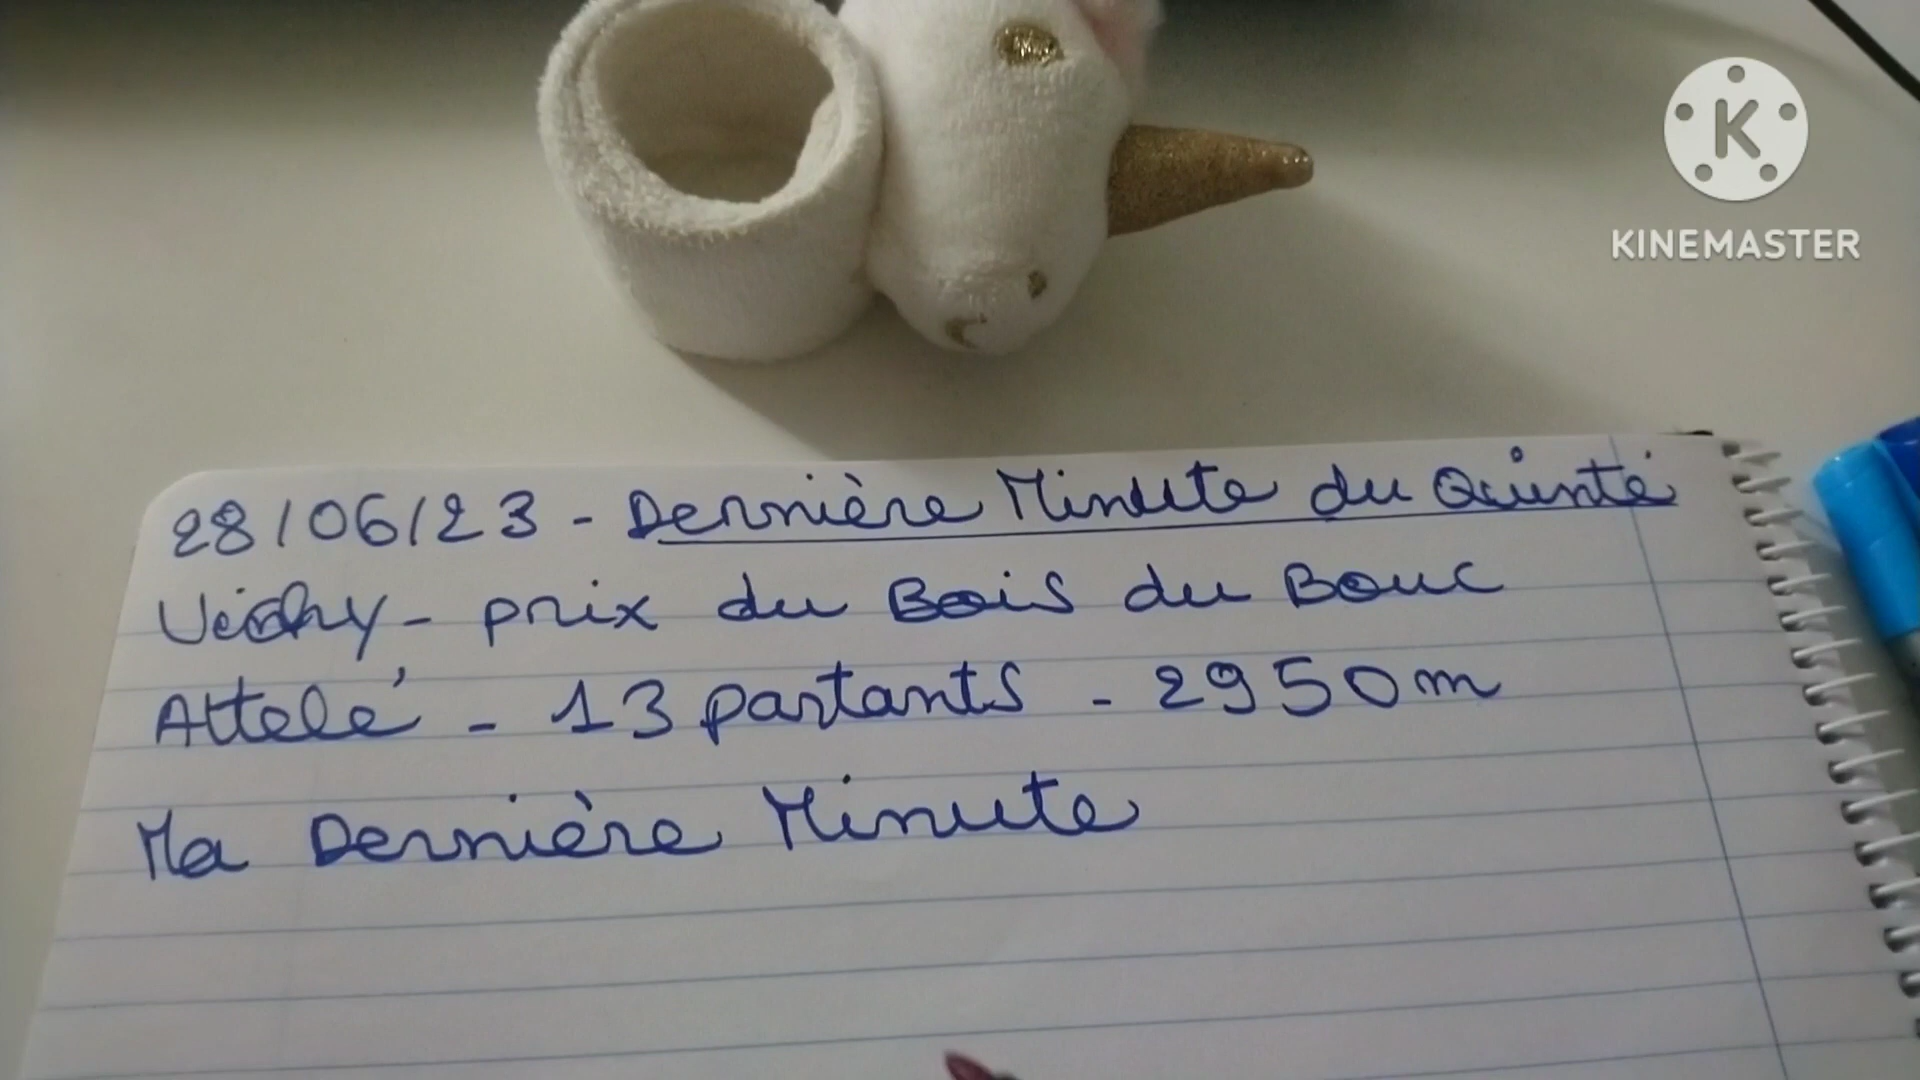 K
KINEMASTER
28/06/23 - Dernière Minute du Quinté
Vichy - prix du Bois du Bouc
Attelé - 13 partants - 2950m
Ma Dernière Minute